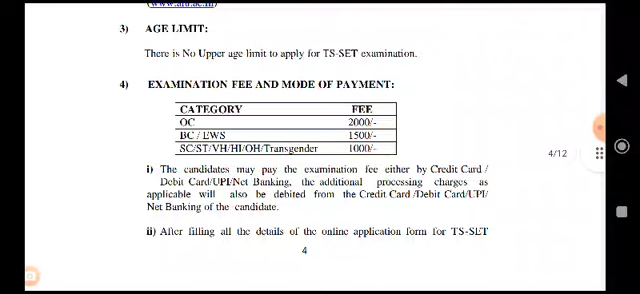 (www.aiu.ac.in)
3) AGE LIMIT:
There is No Upper age limit to apply for TS-SET examination.
4) EXAMINATION FEE AND MODE OF PAYMENT:
CATEGORY FEE
OC 2000/-
BC / EWS 1500/-
SC/ST/VH/HI/OH/Transgender 1000/-
i) The candidates may pay the examination fee either by Credit Card /
Debit Card/UPI/Net Banking, the additional processing charges as
applicable will also be debited from the Credit Card /Debit Card/UPI/
Net Banking of the candidate.
ii) After filling all the details of the online application form for TS-SET
4
4/12